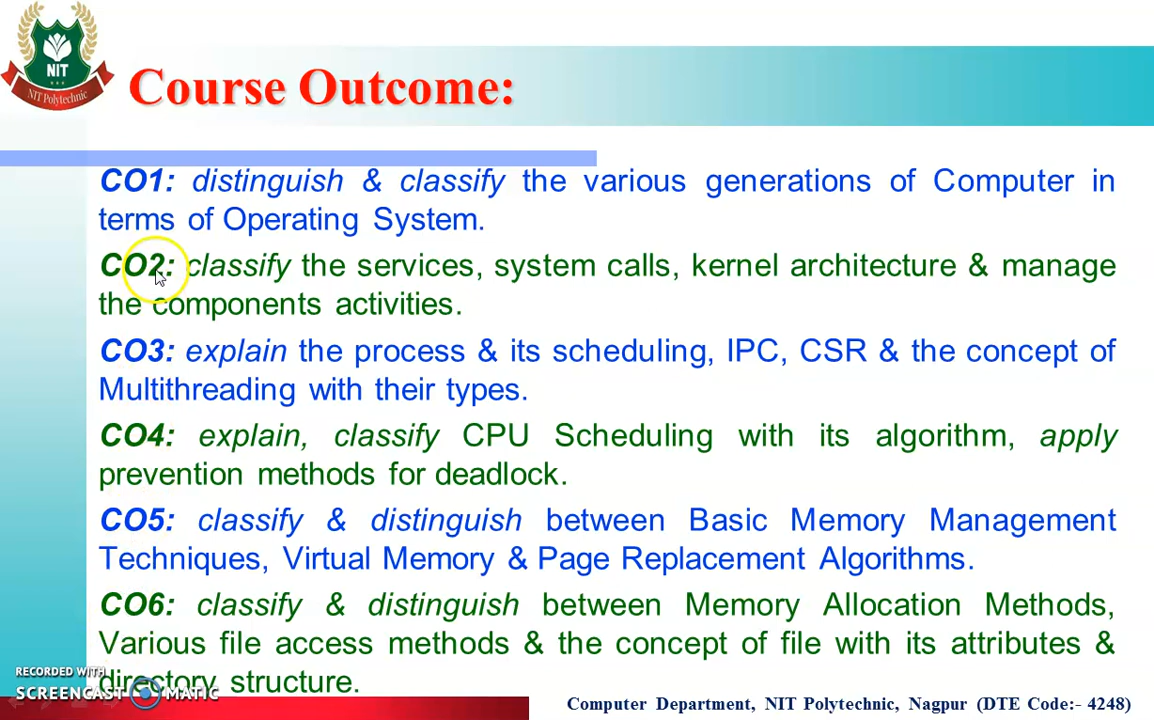 NIT
NIT Polytechnic
Course Outcome:
CO1: distinguish & classify the various generations of Computer in
terms of Operating System.
CO2: classify the services, system calls, kernel architecture & manage
the components activities.
CO3: explain the process & its scheduling, IPC, CSR & the concept of
Multithreading with their types.
CO4: explain, classify CPU Scheduling with its algorithm, apply
prevention methods for deadlock.
CO5: classify & distinguish between Basic Memory Management
Techniques, Virtual Memory & Page Replacement Algorithms.
CO6: classify & distinguish between Memory Allocation Methods,
Various file access methods & the concept of file with its attributes &
directory structure.
RECORDED WITH
SCREENCAST MATIC
Computer Department, NIT Polytechnic, Nagpur (DTE Code:- 4248)